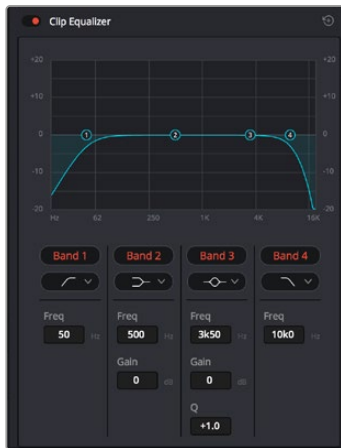 Clip Equalizer
+20 +20
+10 +10
0 1 2 3 4 0
-10 -10
-20 -20
Hz 62 250 1K 4K 16K
Band 1 Band 2 Band 3 Band 4
Freq Freq Freq Freq
50 Hz 500 Hz 3k50 Hz 10k0 Hz
Gain Gain
0 dB 0 dB
Q
+1.0